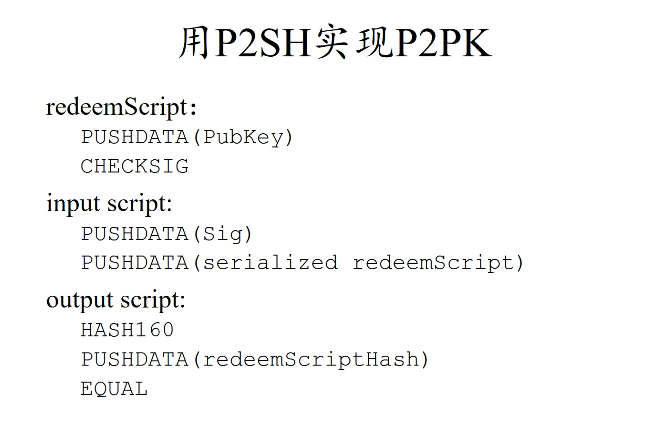 用P2SH实现P2PK
redeemScript:
PUSHDATA(PubKey)
CHECKSIG
input script:
PUSHDATA(Sig)
PUSHDATA(serialized redeemScript)
output script:
HASH160
PUSHDATA(redeemScriptHash)
EQUAL